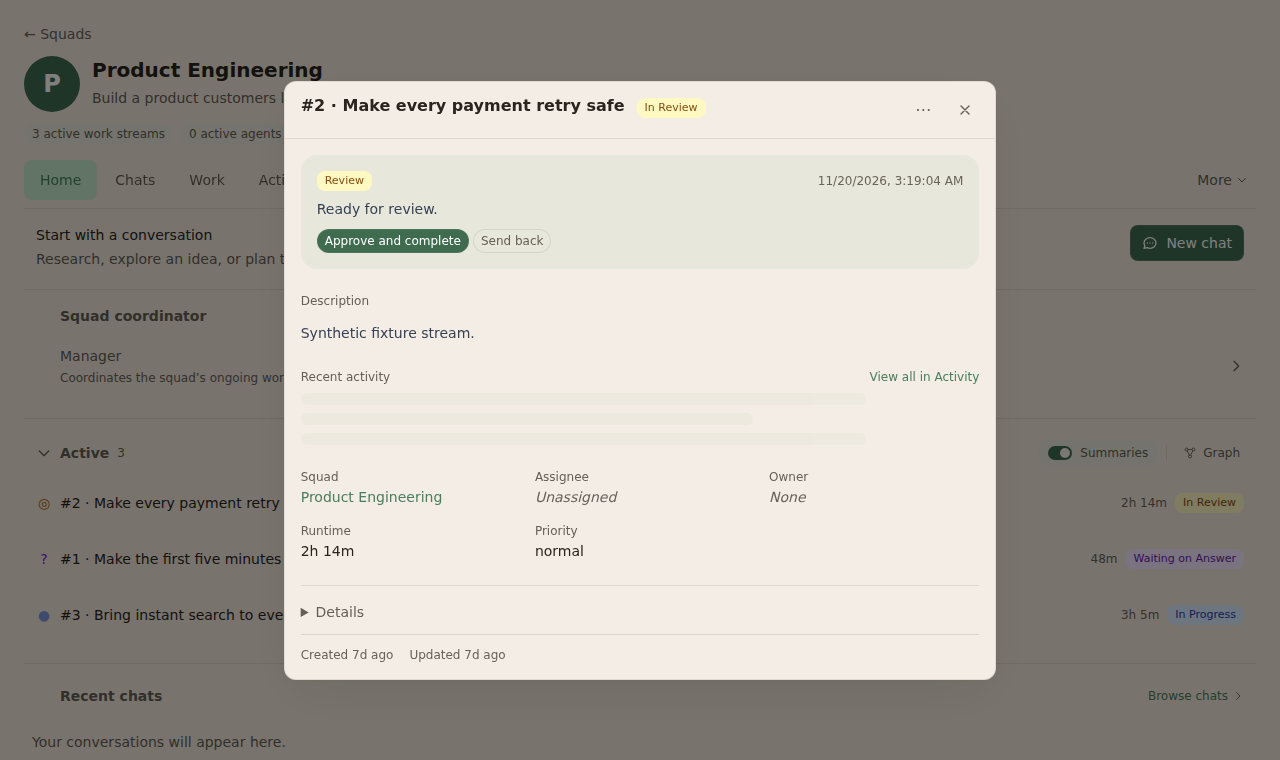 ← Squads
P
Product Engineering
Build a product customers
3 active work streams
0 active agents
Home
Chats
Work
More
Start with a conversation
Research, explore an idea, or plan
New chat
Squad coordinator
Manager
Coordinates the squad's ongoing
Active 3
Summaries
Graph
#2 · Make every payment retry
2h 14m
In Review
? #1 · Make the first five minutes
48m
Waiting on Answer
#3 · Bring instant search to
3h 5m
In Progress
Recent chats
Browse chats
Your conversations will appear here.
#2 · Make every payment retry safe
In Review
...
Review
11/20/2026, 3:19:04 AM
Ready for review.
Approve and complete
Send back
Description
Synthetic fixture stream.
Recent activity
View all in Activity
Squad
Assignee
Owner
Product Engineering
Unassigned
None
Runtime
Priority
2h 14m
normal
Details
Created 7d ago
Updated 7d ago